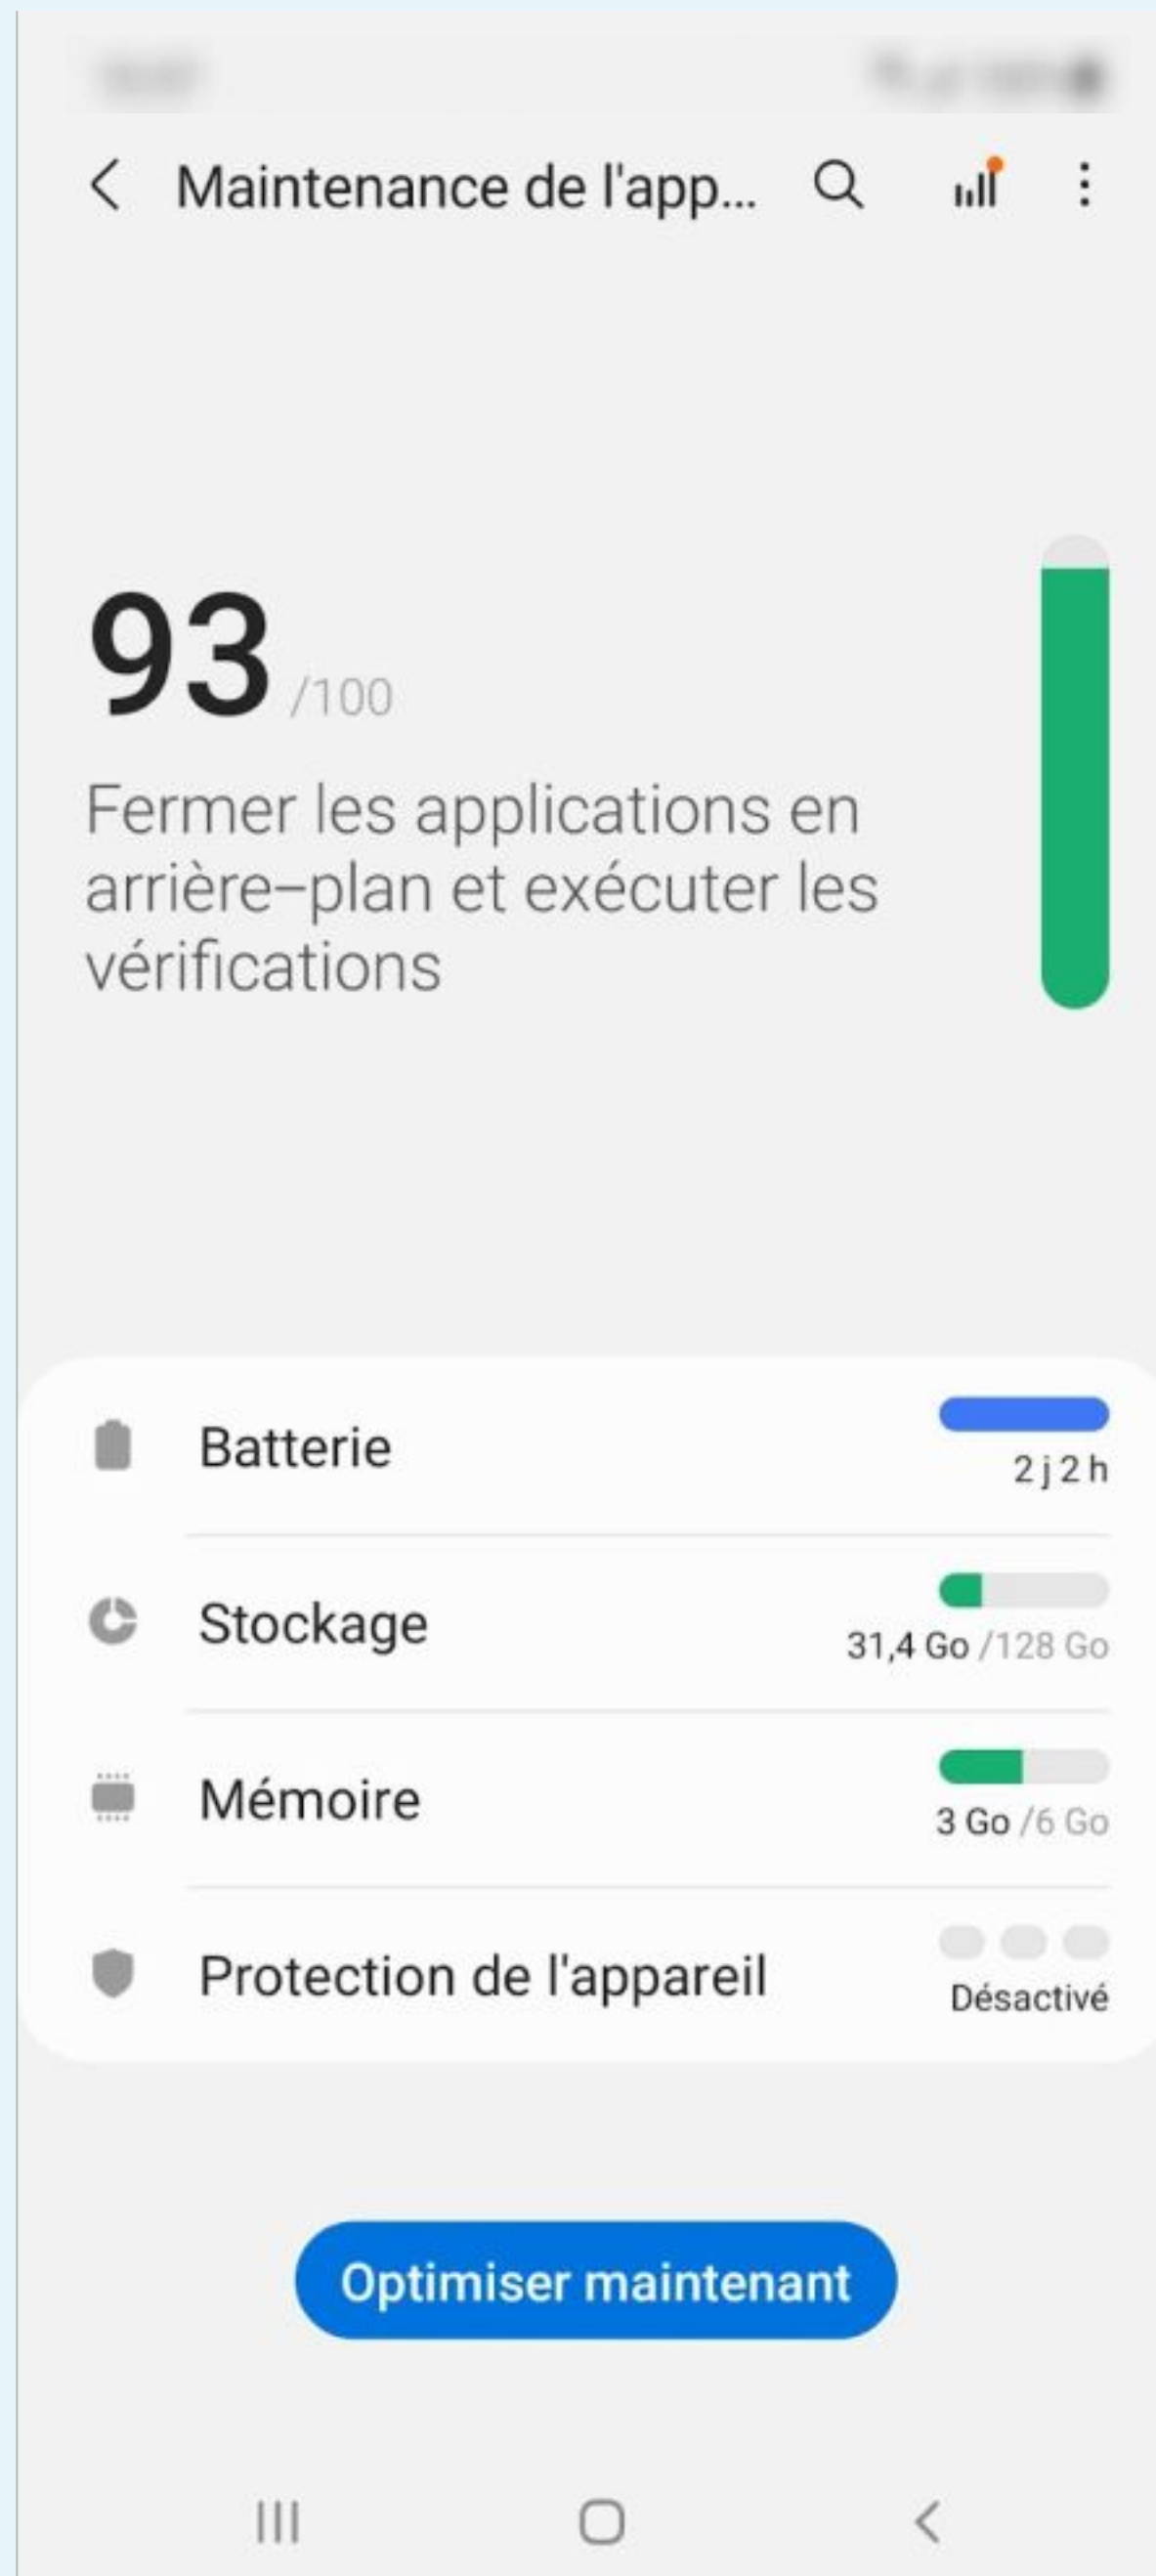 Maintenance de l'app...
93 /100
Fermer les applications en
arrière-plan et exécuter les
vérifications
Batterie
2 j 2 h
Stockage
31,4 Go /128 Go
Mémoire
3 Go /6 Go
Protection de l'appareil
Désactivé
Optimiser maintenant